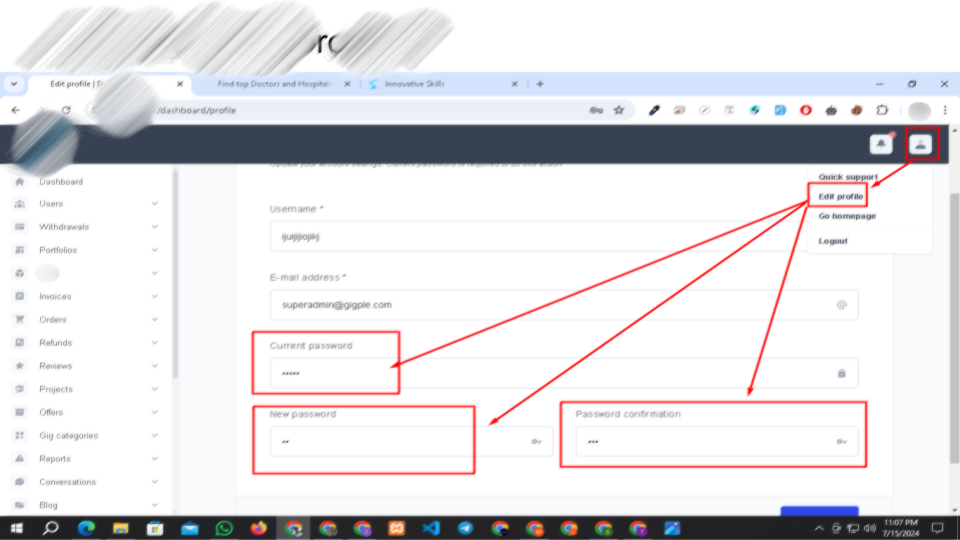 Edit profile |
Find top Doctors and Hospitals
Innovative Skills
/dashboard/profile
Update your account settings. Current password is required to do this action
Quick support
Edit profile
Go homepage
Logout
Dashboard
Users
Withdrawals
Portfolios
Invoices
Orders
Refunds
Reviews
Projects
Offers
Gig categories
Reports
Conversations
Blog
Username *
E-mail address *
superadmin@gigple.com
@
Current password
New password
Password confirmation
11:07 PM
7/15/2024